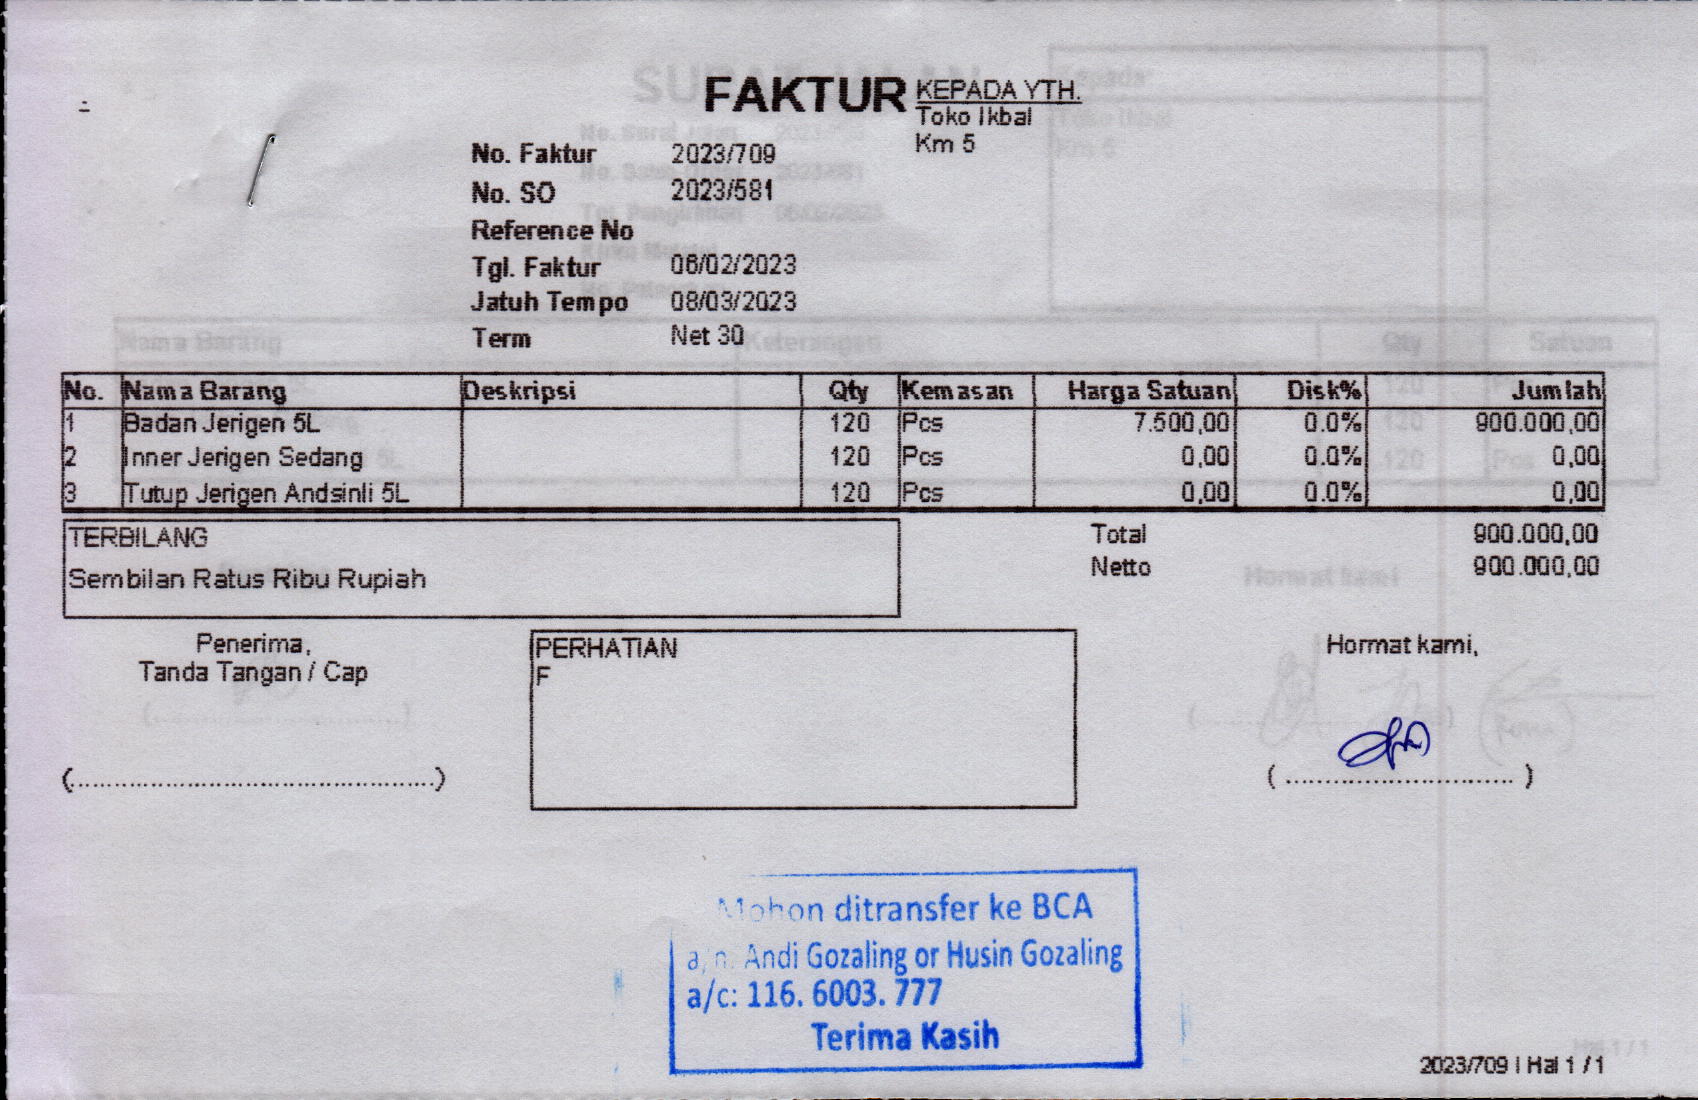 FAKTUR
KEPADA YTH.
Toko Ikbal
Km 5
No. Faktur 2023/709
No. SO 2023/581
Reference No
Tgl. Faktur 06/02/2023
Jatuh Tempo 08/03/2023
Term Net 30
No. Nama Barang Deskripsi Qty Kemasan Harga Satuan Disk% Jumlah
1 Badan Jerigen 5L 120 Pcs 7.500,00 0.0% 900.000,00
2 Inner Jerigen Sedang 120 Pcs 0,00 0.0% 0,00
3 Tutup Jerigen Andsinli 5L 120 Pcs 0,00 0.0% 0,00
TERBILANG
Sembilan Ratus Ribu Rupiah
Total 900.000,00
Netto 900.000,00
Penerima,
Tanda Tangan / Cap
(...............................................)
PERHATIAN
F
Hormat kami,
( ............................. )
Mohon ditransfer ke BCA
a/n. Andi Gozaling or Husin Gozaling
a/c: 116. 6003. 777
Terima Kasih
2023/709 | Hal 1 / 1